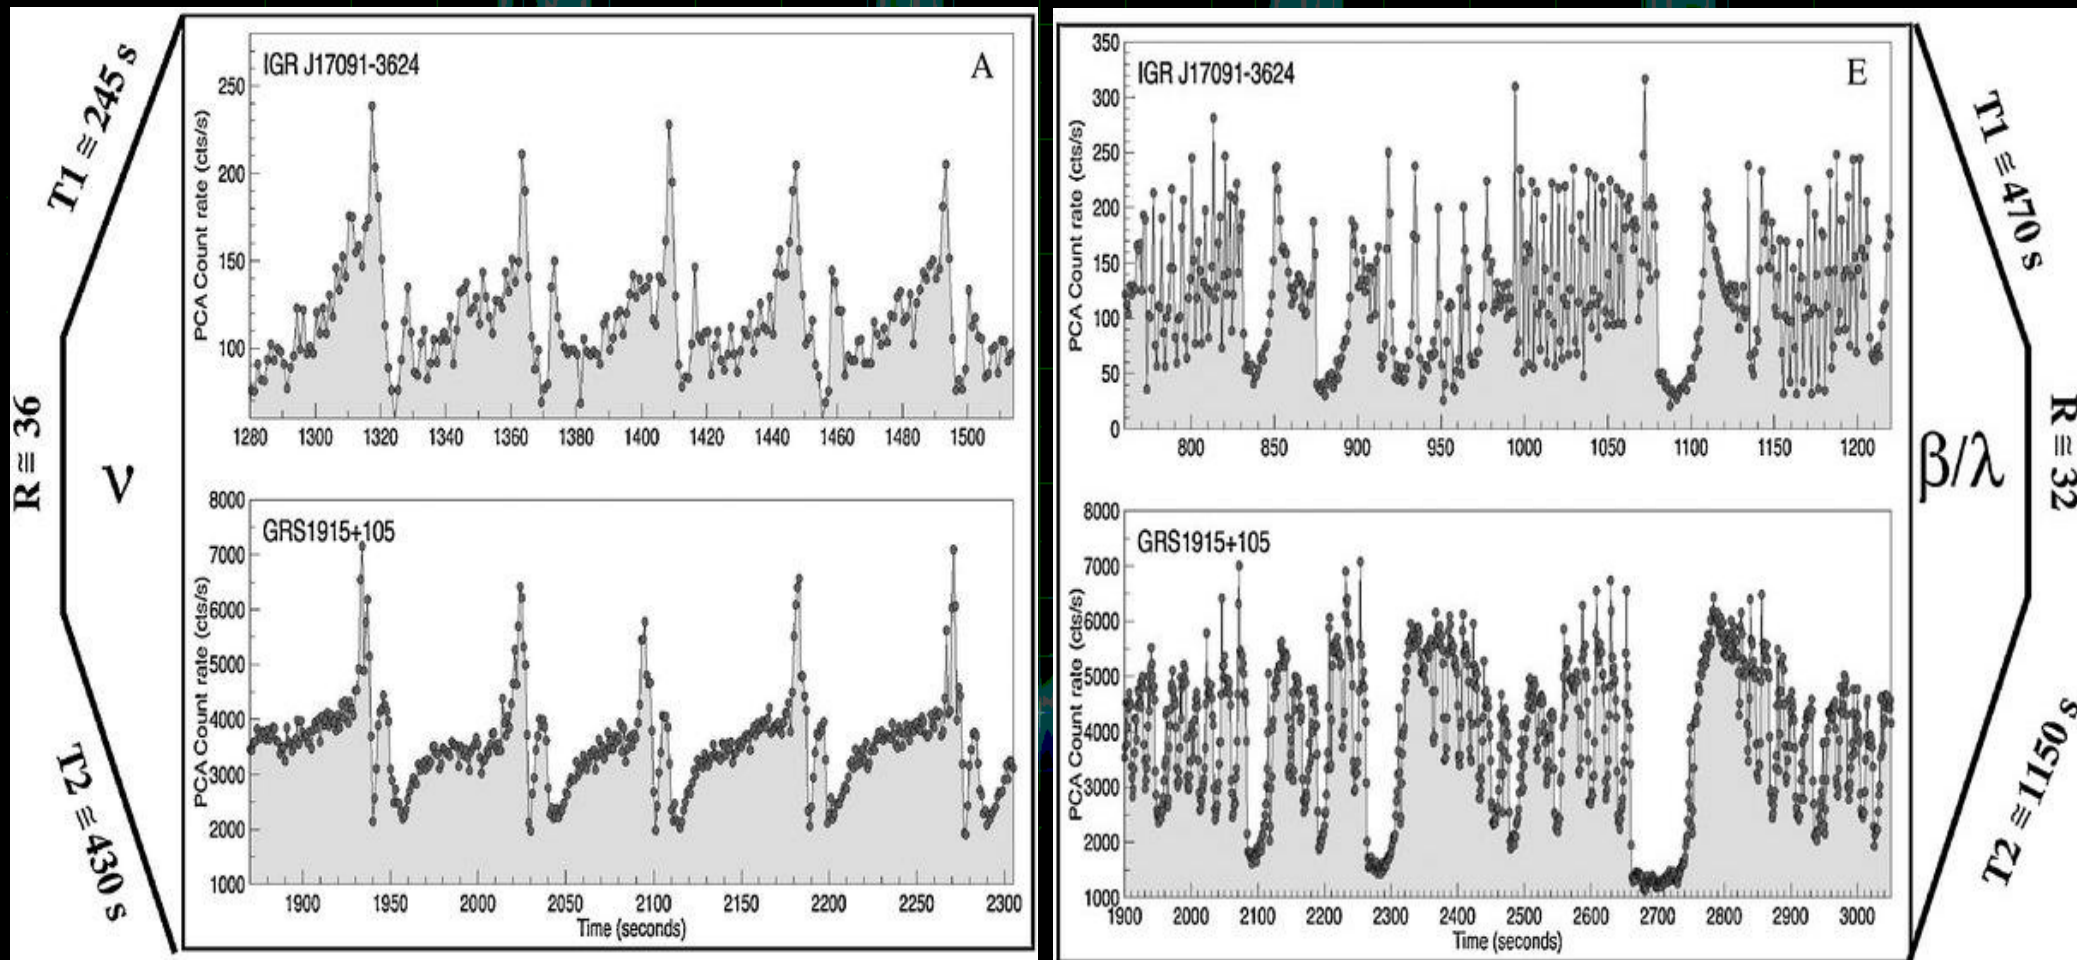 T1 ≅ 245 s
R ≅ 36
ν
T2 ≅ 430 s
IGR J17091-3624
A
PCA Count rate (cts/s)
250
200
150
100
1280 1300 1320 1340 1360 1380 1400 1420 1440 1460 1480 1500
GRS1915+105
PCA Count rate (cts/s)
8000
7000
6000
5000
4000
3000
2000
1000
1900 1950 2000 2050 2100 2150 2200 2250 2300
Time (seconds)
IGR J17091-3624
E
PCA Count rate (cts/s)
350
300
250
200
150
100
50
0
800 850 900 950 1000 1050 1100 1150 1200
GRS1915+105
PCA Count rate (cts/s)
8000
7000
6000
5000
4000
3000
2000
1000
1900 2000 2100 2200 2300 2400 2500 2600 2700 2800 2900 3000
Time (seconds)
T1 ≅ 470 s
β/λ
R ≅ 32
T2 ≅ 1150 s